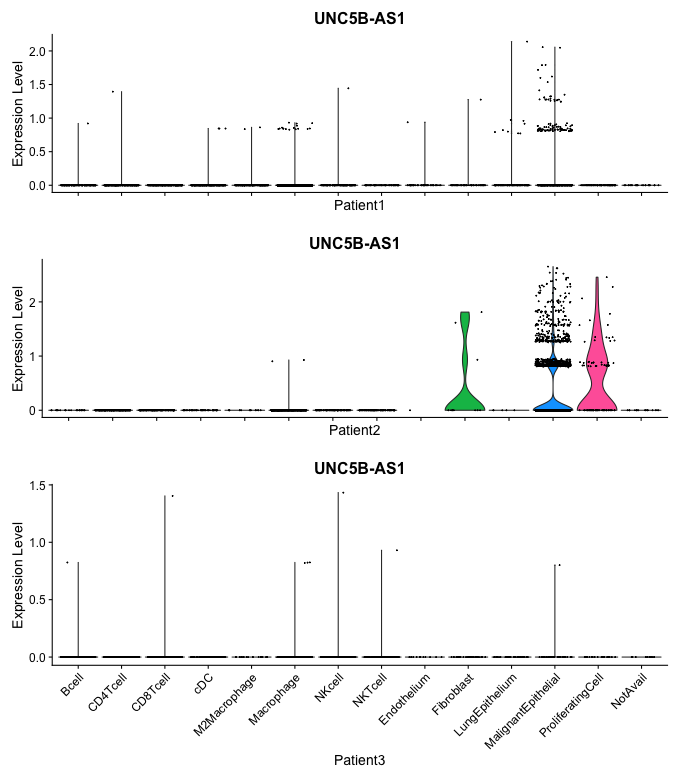 UNC5B-AS1
Expression Level
2.0
1.5
1.0
0.5
0.0
Patient1
UNC5B-AS1
Expression Level
2
1
0
Patient2
UNC5B-AS1
Expression Level
1.5
1.0
0.5
0.0
Bcell
CD4Tcell
CD8Tcell
cDC
M2Macrophage
Macrophage
NKcell
NKTcell
Endothelium
Fibroblast
LungEpithelium
MalignantEpithelial
ProliferatingCell
NotAvail
Patient3